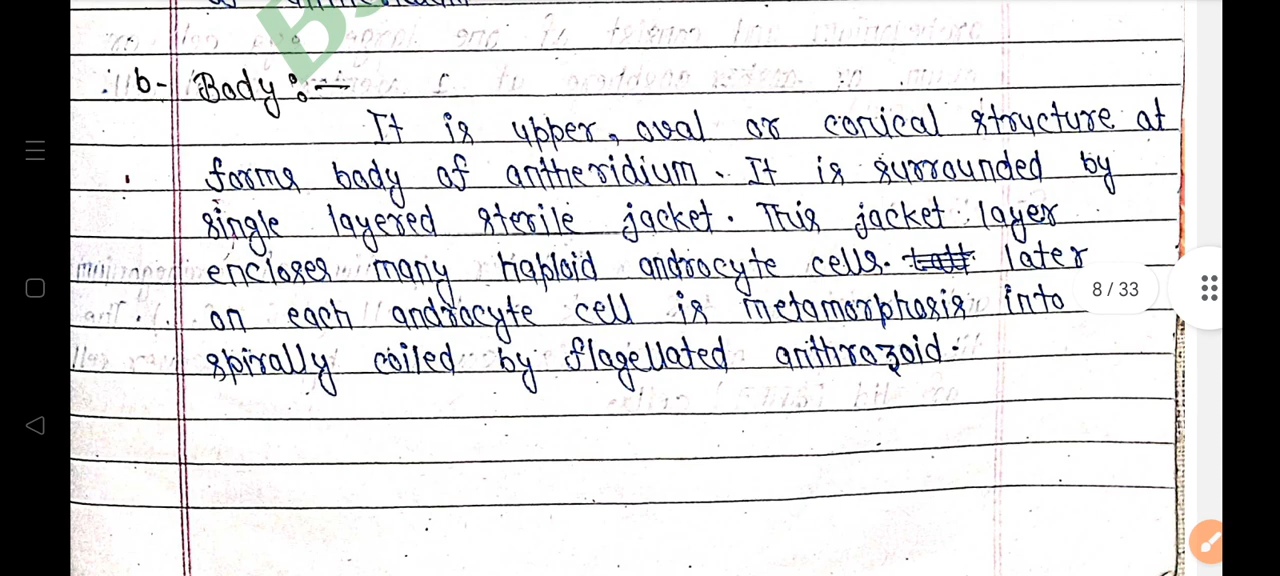 b- Body :-
It is upper, oval or conical structure at
forms body of antheridium. It is surrounded by
single layered sterile jacket. This jacket layer
encloses many haploid androcyte cells. later
8 / 33
on each androcyte cell is metamorphosis into
spirally coiled by flagellated anthrazoid.